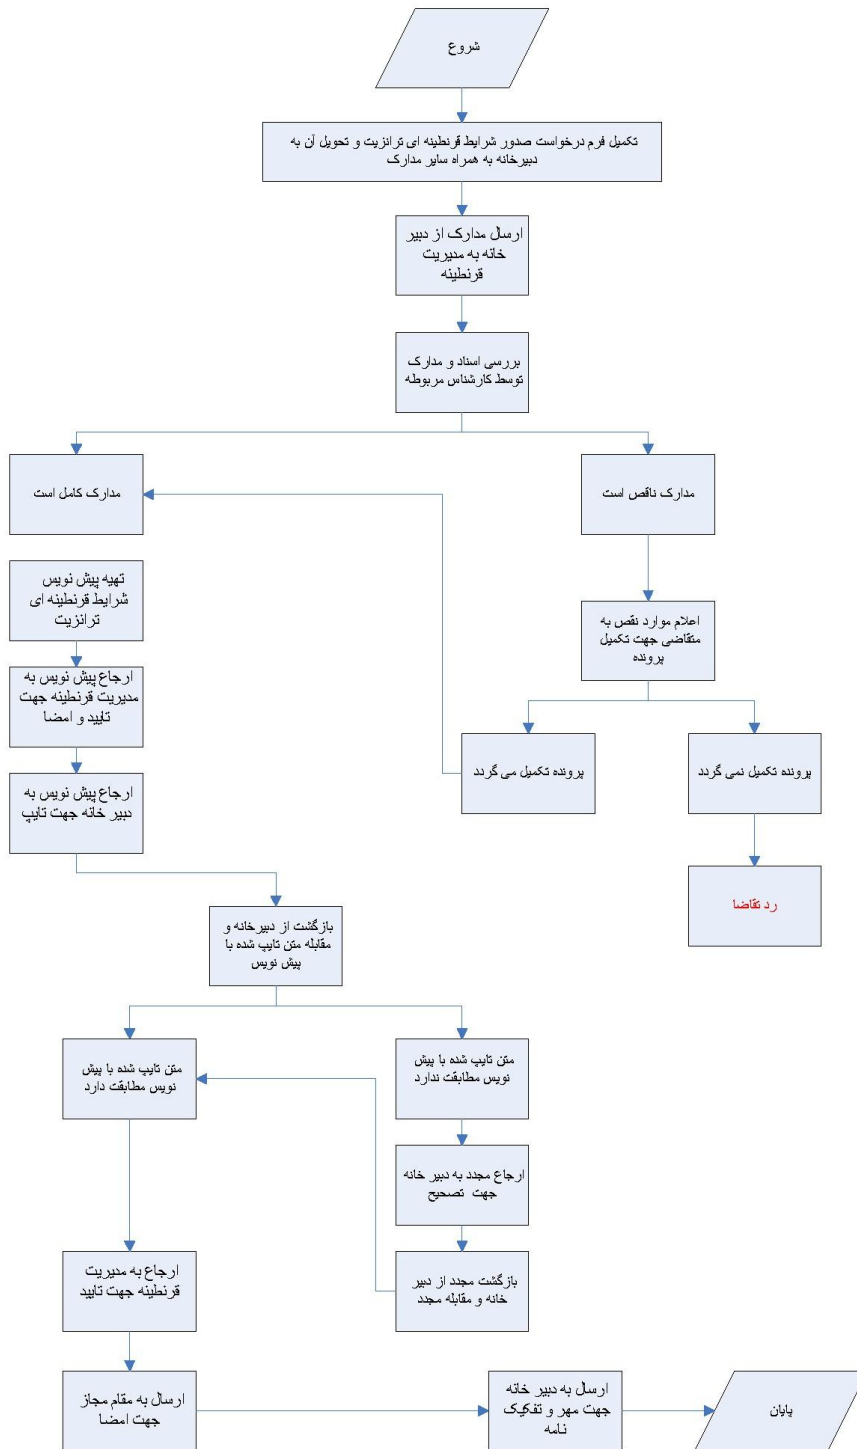 شروع
تکمیل فرم درخواست صدور شرایط قرنطینه ای ترانزیت و تحویل آن به
دبیرخانه به همراه سایر مدارک
ارسال مدارک از دبیر
خانه به مدیریت
قرنطینه
بررسی اسناد و مدارک
توسط کارشناس مربوطه
مدارک ناقص است
مدارک کامل است
اعلام موارد نقص به
متقاضی جهت تکمیل
پرونده
تهیه پیش نویس
شرایط قرنطینه ای
ترانزیت
ارجاع پیش نویس به
مدیریت قرنطینه جهت
تایید و امضا
پرونده تکمیل نمی گردد
پرونده تکمیل می گردد
ارجاع پیش نویس به
دبیر خانه جهت تایپ
رد تقاضا
بازگشت از دبیرخانه و
مقابله متن تایپ شده با
پیش نویس
متن تایپ شده با پیش
نویس مطابقت ندارد
متن تایپ شده با پیش
نویس مطابقت دارد
ارجاع مجدد به دبیر خانه
جهت تصحیح
بازگشت مجدد از دبیر
خانه و مقابله مجدد
ارجاع به مدیریت
قرنطینه جهت تایید
ارسال به مقام مجاز
جهت امضا
ارسال به دبیر خانه
جهت مهر و تفکیک
نامه
پایان